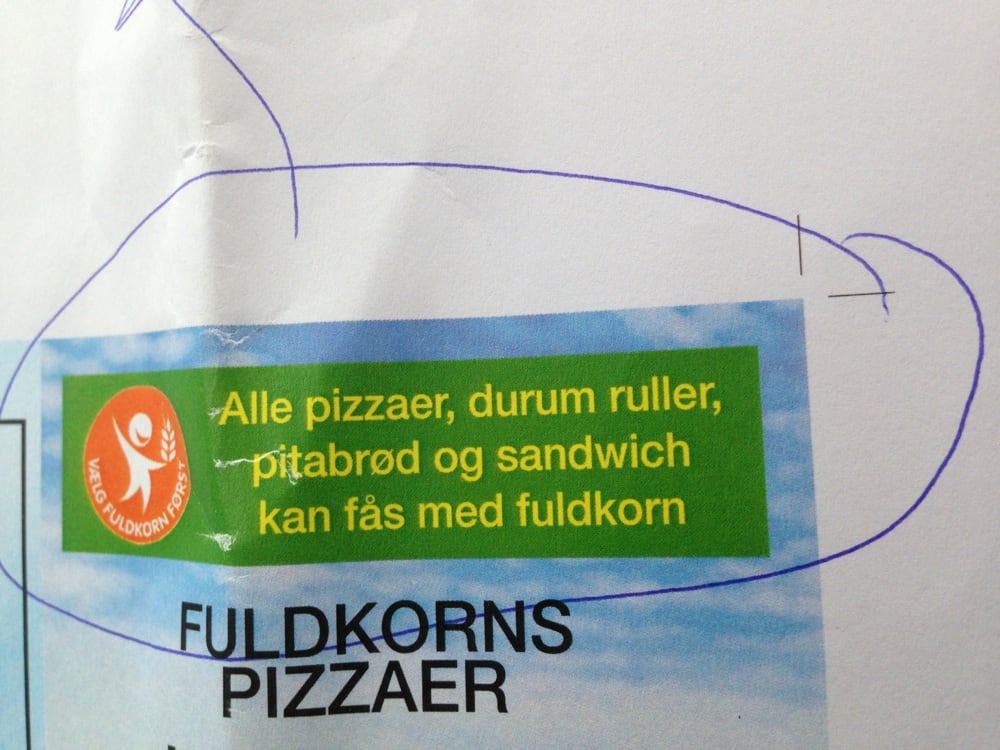 Alle pizzaer, durum ruller,
pitabrød og sandwich
kan fås med fuldkorn
VÆLG FULDKORN FØRST
FULDKORNS
PIZZAER